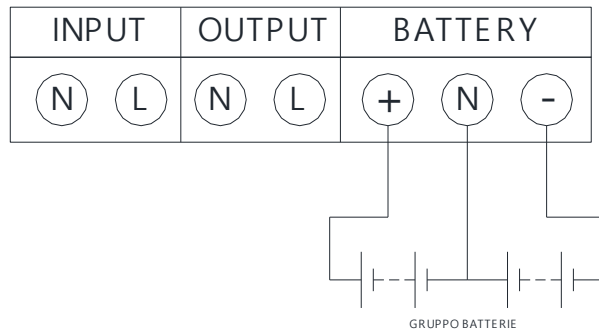 INPUT OUTPUT BATTERY
N L N L + N -
GRUPPO BATTERIE